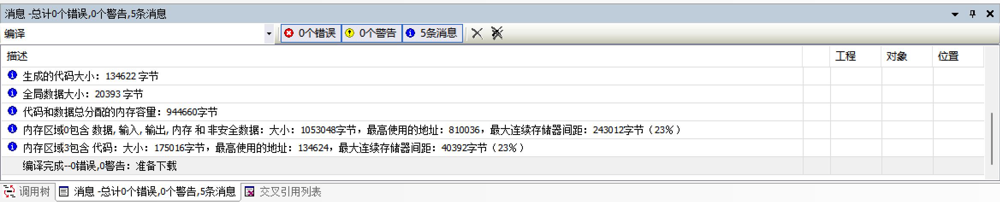 消息 -总计0个错误,0个警告,5条消息
编译 0个错误 0个警告 5条消息
描述 工程 对象 位置
生成的代码大小：134622 字节
全局数据大小：20393 字节
代码和数据总分配的内存容量：944660字节
内存区域0包含 数据, 输入, 输出, 内存 和 非安全数据：大小：1053048字节，最高使用的地址：810036，最大连续存储器间距：243012字节（23%）
内存区域3包含 代码：大小：175016字节，最高使用的地址：134624，最大连续存储器间距：40392字节（23%）
编译完成--0错误,0警告：准备下载
调用树 消息 -总计0个错误,0个警告,5条消息 交叉引用列表